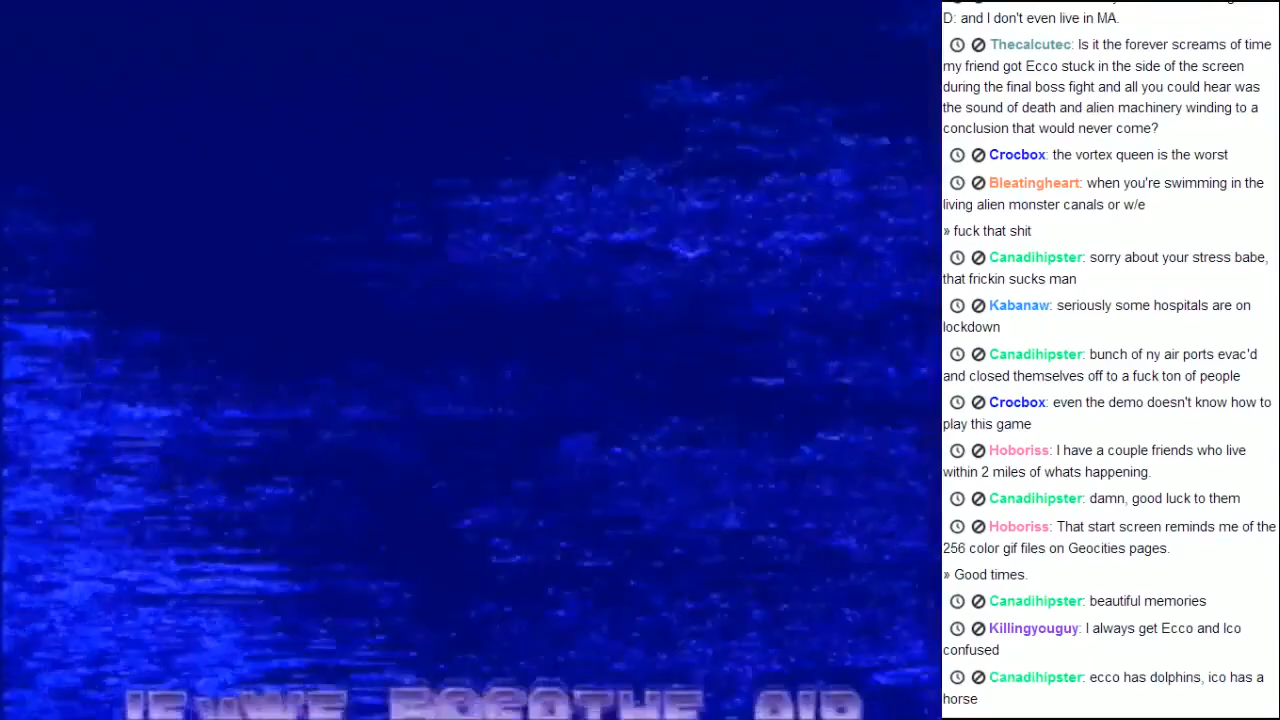 D: and I don't even live in MA.
Thecalcutec: Is it the forever screams of time
my friend got Ecco stuck in the side of the screen
during the final boss fight and all you could hear was
the sound of death and alien machinery winding to a
conclusion that would never come?
Crocbox: the vortex queen is the worst
Bleatingheart: when you're swimming in the
living alien monster canals or w/e
» fuck that shit
Canadihipster: sorry about your stress babe,
that frickin sucks man
Kabanaw: seriously some hospitals are on
lockdown
Canadihipster: bunch of ny air ports evac'd
and closed themselves off to a fuck ton of people
Crocbox: even the demo doesn't know how to
play this game
Hoboriss: I have a couple friends who live
within 2 miles of whats happening.
Canadihipster: damn, good luck to them
Hoboriss: That start screen reminds me of the
256 color gif files on Geocities pages.
» Good times.
Canadihipster: beautiful memories
Killingyouguy: I always get Ecco and Ico
confused
Canadihipster: ecco has dolphins, ico has a
horse
BREATHE AIR